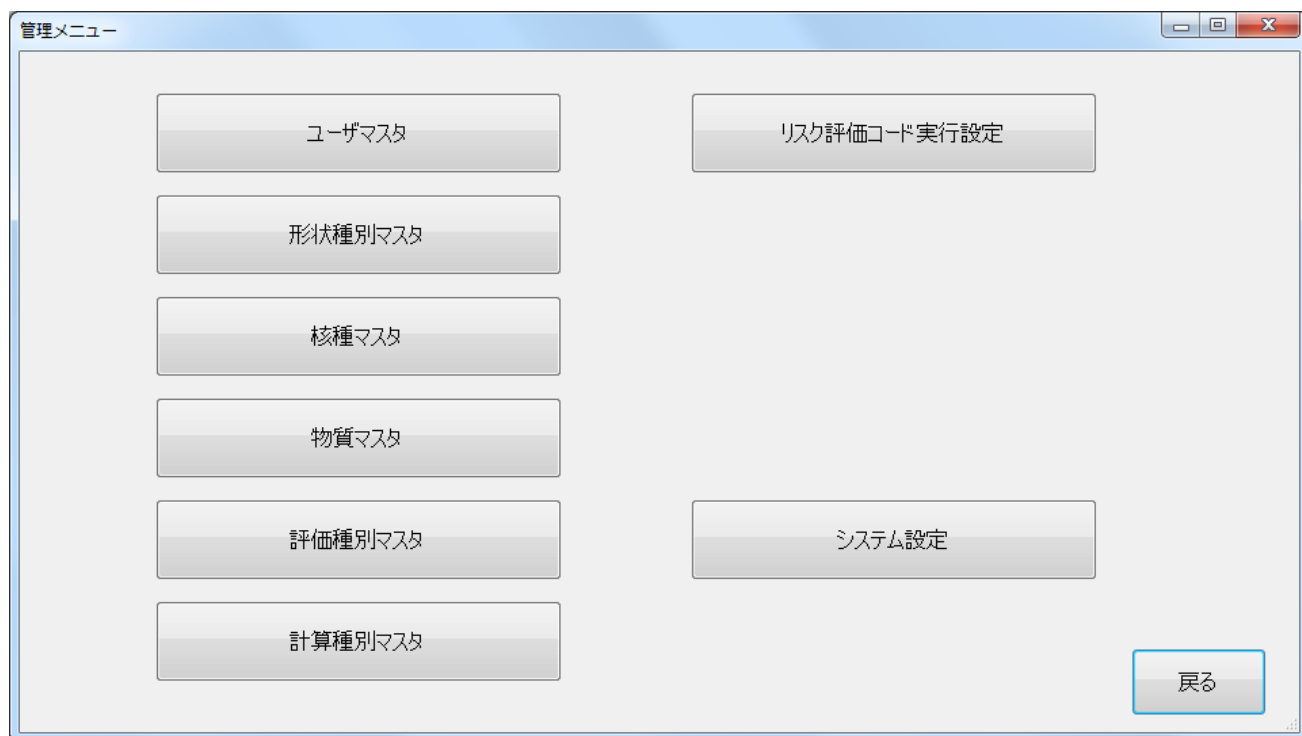 管理メニュー
ユーザマスタ
リスク評価コード実行設定
形状種別マスタ
核種マスタ
物質マスタ
評価種別マスタ
システム設定
計算種別マスタ
戻る